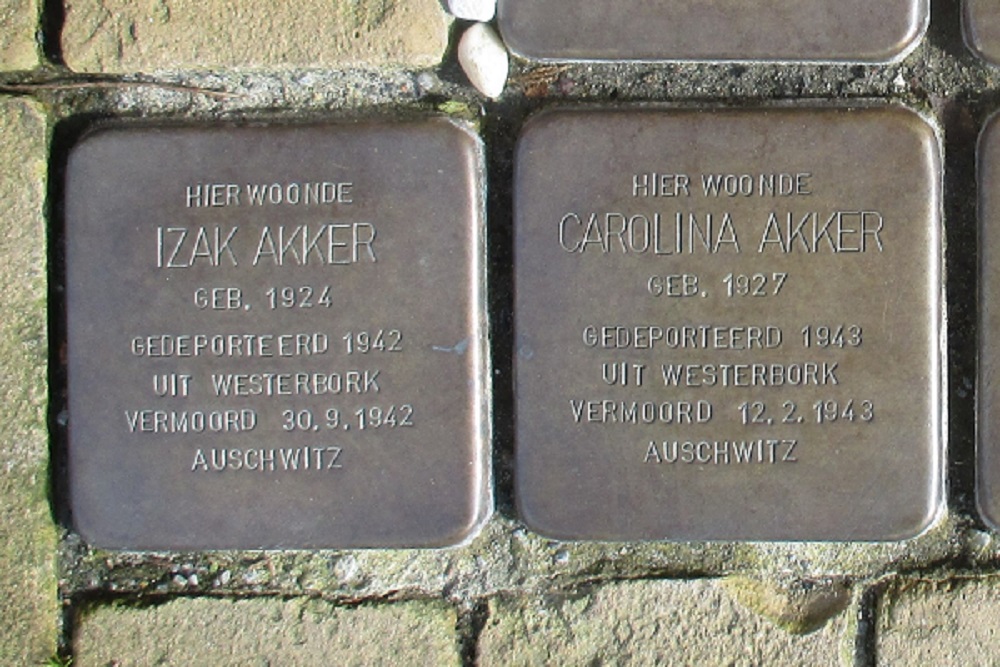 HIER WOONDE
IZAK AKKER
GEB. 1924
GEDEPORTEERD 1942
UIT WESTERBORK
VERMOORD 30.9.1942
AUSCHWITZ
HIER WOONDE
CAROLINA AKKER
GEB. 1927
GEDEPORTEERD 1943
UIT WESTERBORK
VERMOORD 12.2.1943
AUSCHWITZ